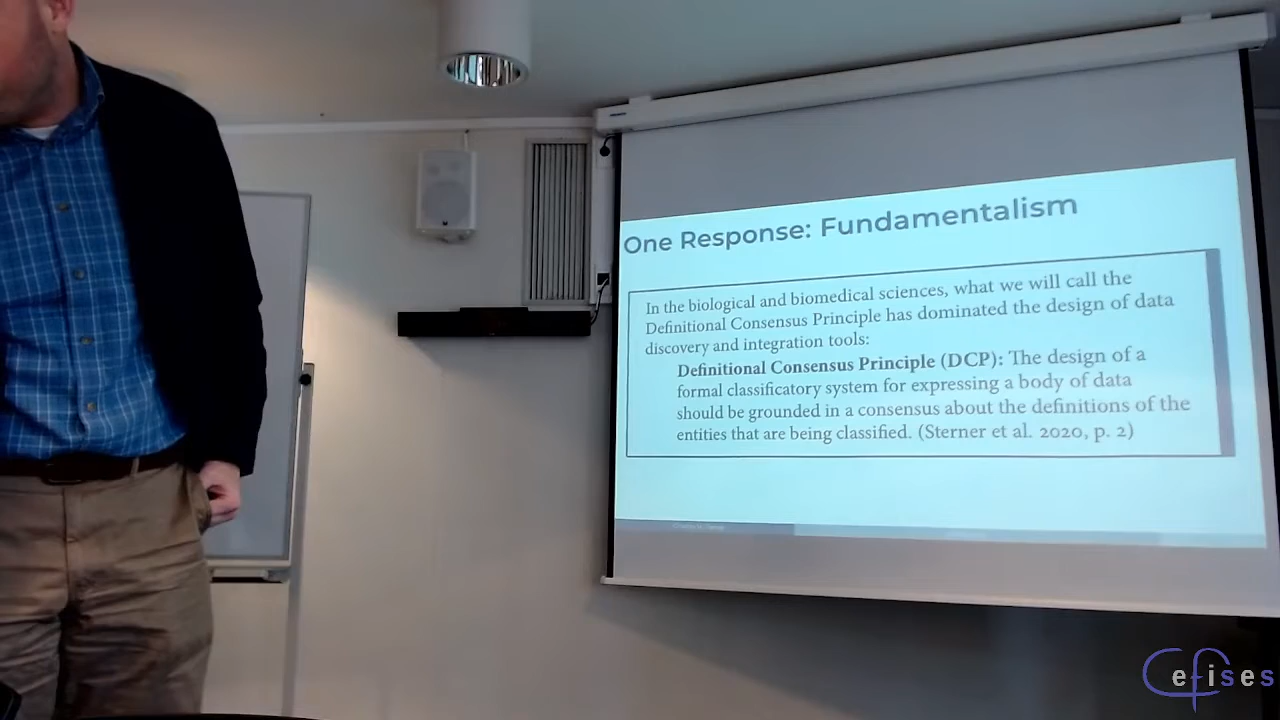 One Response: Fundamentalism
In the biological and biomedical sciences, what we will call the
Definitional Consensus Principle has dominated the design of data
discovery and integration tools:
Definitional Consensus Principle (DCP): The design of a
formal classificatory system for expressing a body of data
should be grounded in a consensus about the definitions of the
entities that are being classified. (Sterner et al. 2020, p. 2)
efises